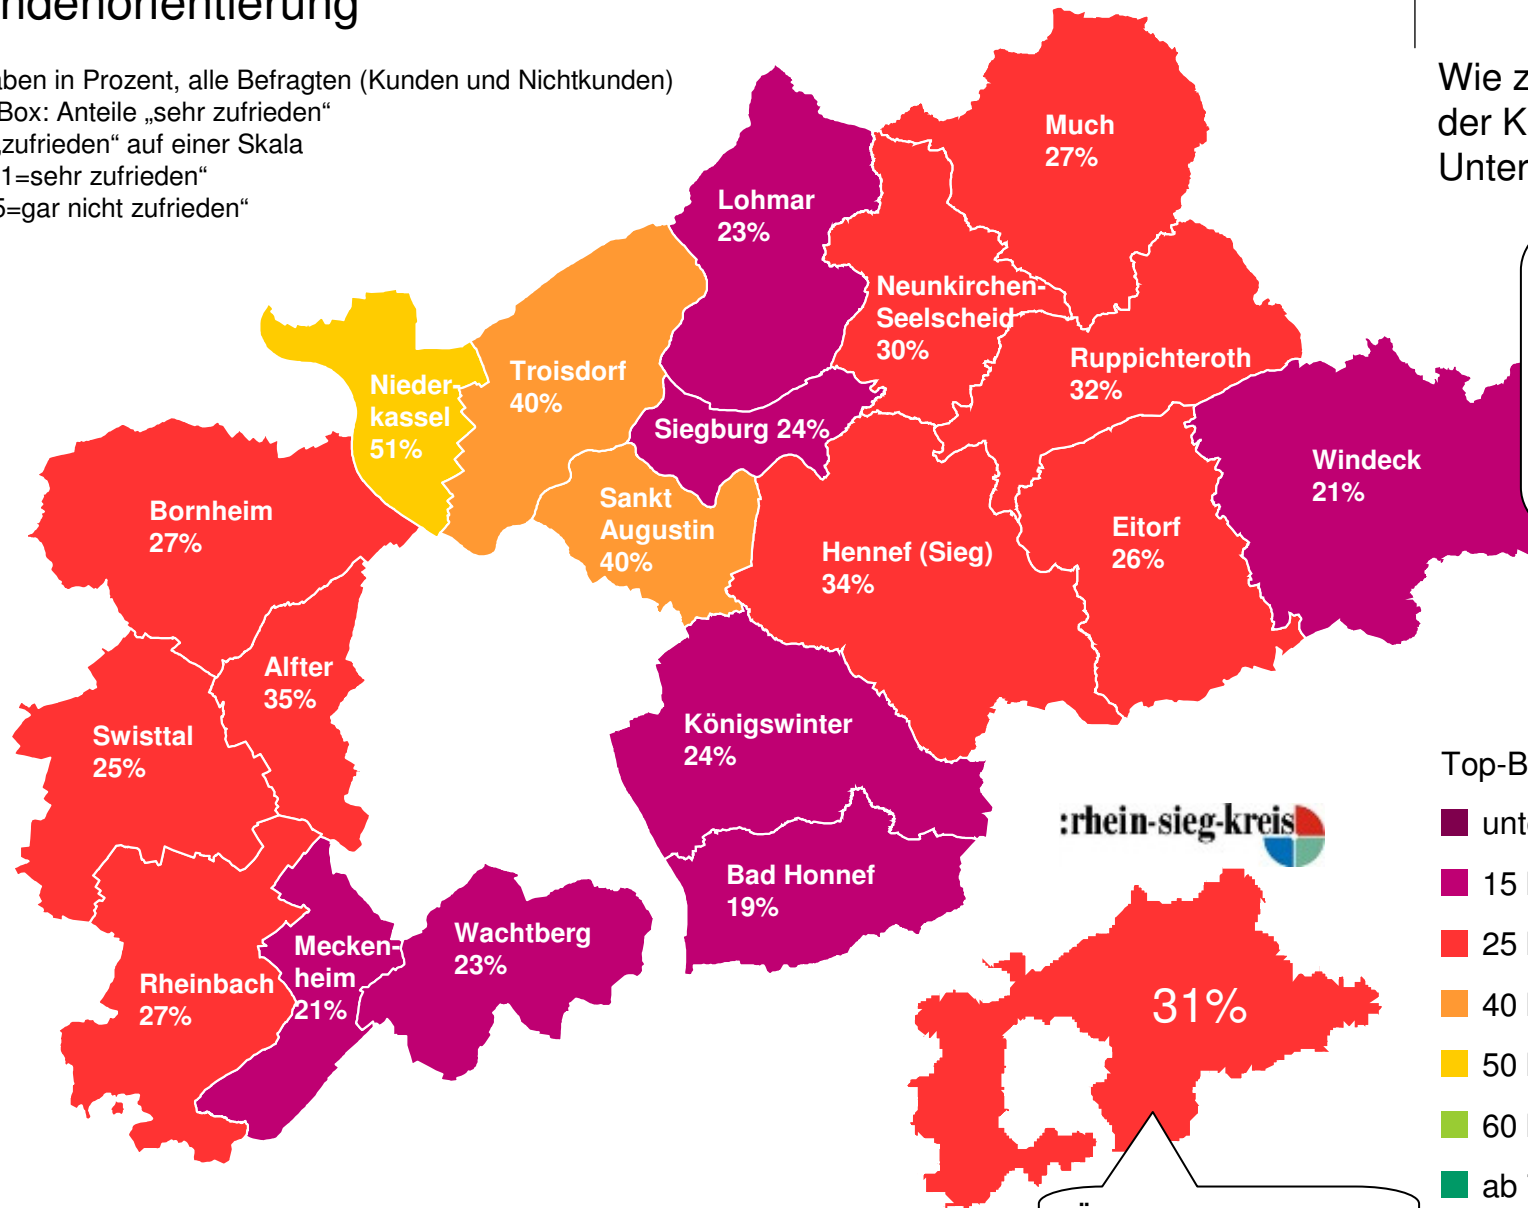 ndenorientierung
aben in Prozent, alle Befragten (Kunden und Nichtkunden)
Box: Anteile „sehr zufrieden“
„zufrieden“ auf einer Skala
1=sehr zufrieden“
5=gar nicht zufrieden“
Wie z
der K
Unter
Much
27%
Lohmar
23%
Neunkirchen-
Seelscheid
30%
Ruppichteroth
32%
Troisdorf
40%
Nieder-
kassel
51%
Siegburg 24%
Windeck
21%
Sankt
Augustin
40%
Bornheim
27%
Hennef (Sieg)
34%
Eitorf
26%
Alfter
35%
Swisttal
25%
Königswinter
24%
Bad Honnef
19%
Wachtberg
23%
Mecken-
heim
21%
Rheinbach
27%
:rhein-sieg-kreis
31%
Top-B
unt
15
25
40
50
60
ab